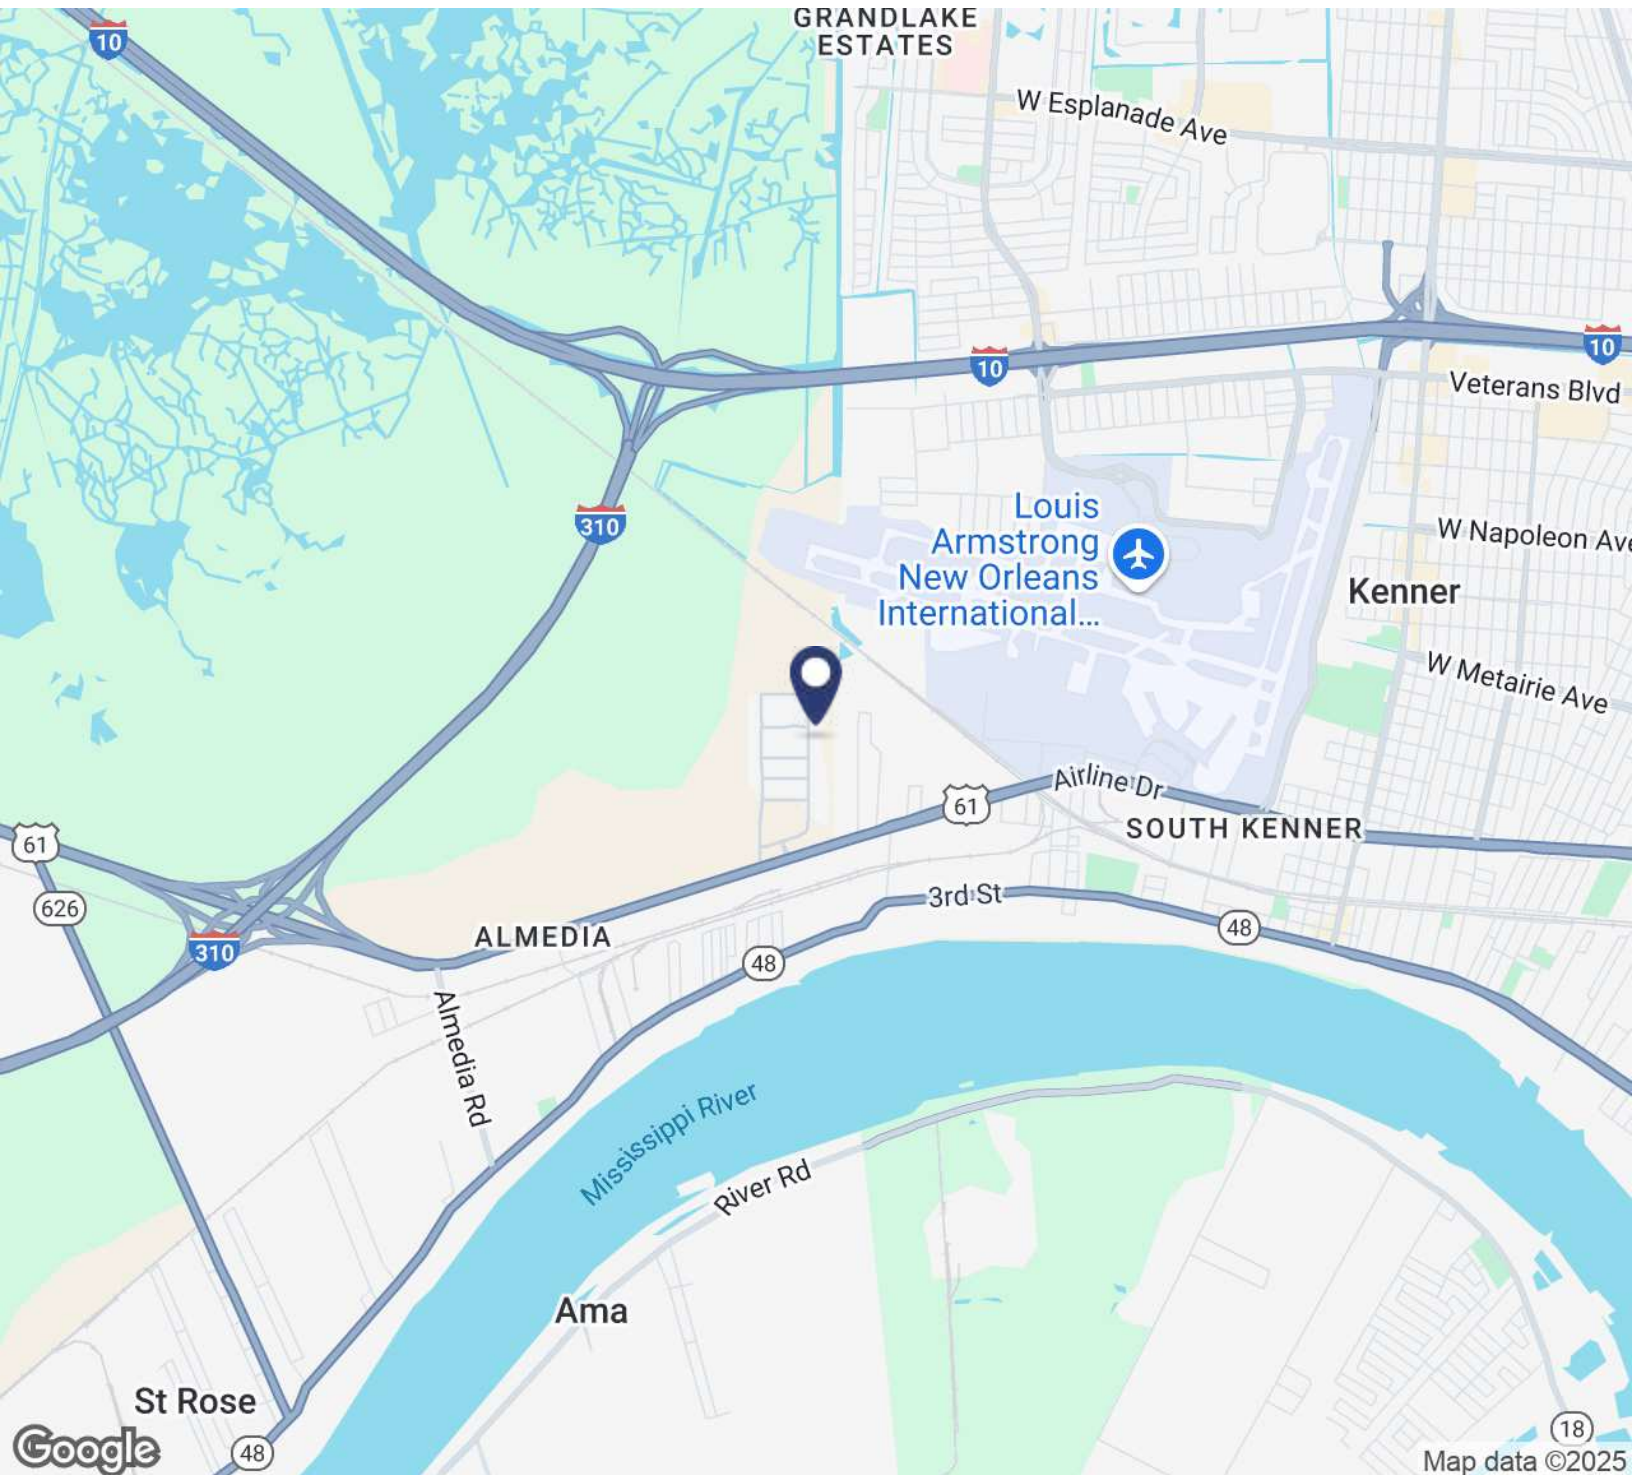 GRANDLAKE
ESTATES
10
W Esplanade Ave
10
10
Veterans Blvd
310
Louis
Armstrong
New Orleans
International...
W Napoleon Ave
Kenner
W Metairie Ave
61
Airline Dr
61
SOUTH KENNER
626
3rd St
48
310
ALMEDIA
48
Almedia Rd
Mississippi River
River Rd
Ama
St Rose
18
Google
48
Map data ©2025